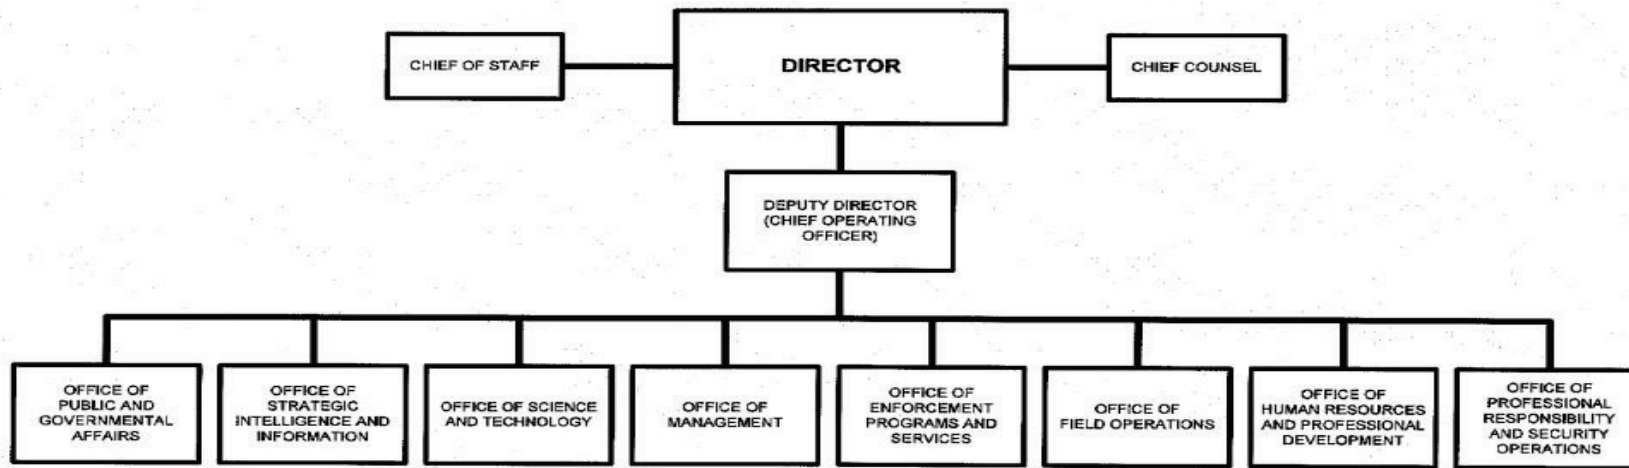 CHIEF OF STAFF
DIRECTOR
CHIEF COUNSEL
DEPUTY DIRECTOR
(CHIEF OPERATING
OFFICER)
OFFICE OF
PUBLIC AND
GOVERNMENTAL
AFFAIRS
OFFICE OF
STRATEGIC
INTELLIGENCE AND
INFORMATION
OFFICE OF SCIENCE
AND TECHNOLOGY
OFFICE OF
MANAGEMENT
OFFICE OF
ENFORCEMENT
PROGRAMS AND
SERVICES
OFFICE OF
FIELD OPERATIONS
OFFICE OF
HUMAN RESOURCES
AND PROFESSIONAL
DEVELOPMENT
OFFICE OF
PROFESSIONAL
RESPONSIBILITY
AND SECURITY
OPERATIONS